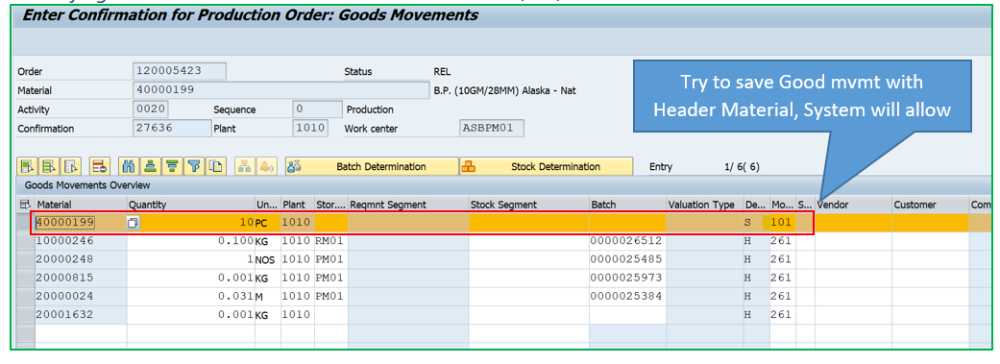 Enter Confirmation for Production Order: Goods Movements
Order 120005423 Status REL
Material 40000199 B.P. (10GM/28MM) Alaska - Nat
Activity 0020 Sequence 0 Production
Confirmation 27636 Plant 1010 Work center ASBPM01
Try to save Good mvmt with
Header Material, System will allow
Batch Determination Stock Determination Entry 1/ 6( 6)
Goods Movements Overview
Material Quantity Un... Plant Stor.... Reqmnt Segment Stock Segment Batch Valuation Type De... Mo... S... Vendor Customer Com
40000199 10 PC 1010 S 101
10000246 0.100 KG 1010 RM01 0000026512 H 261
20000248 1 NOS 1010 PM01 0000025485 H 261
20000815 0.001 KG 1010 PM01 0000025973 H 261
20000024 0.031 M 1010 PM01 0000025384 H 261
20001632 0.001 KG 1010 H 261